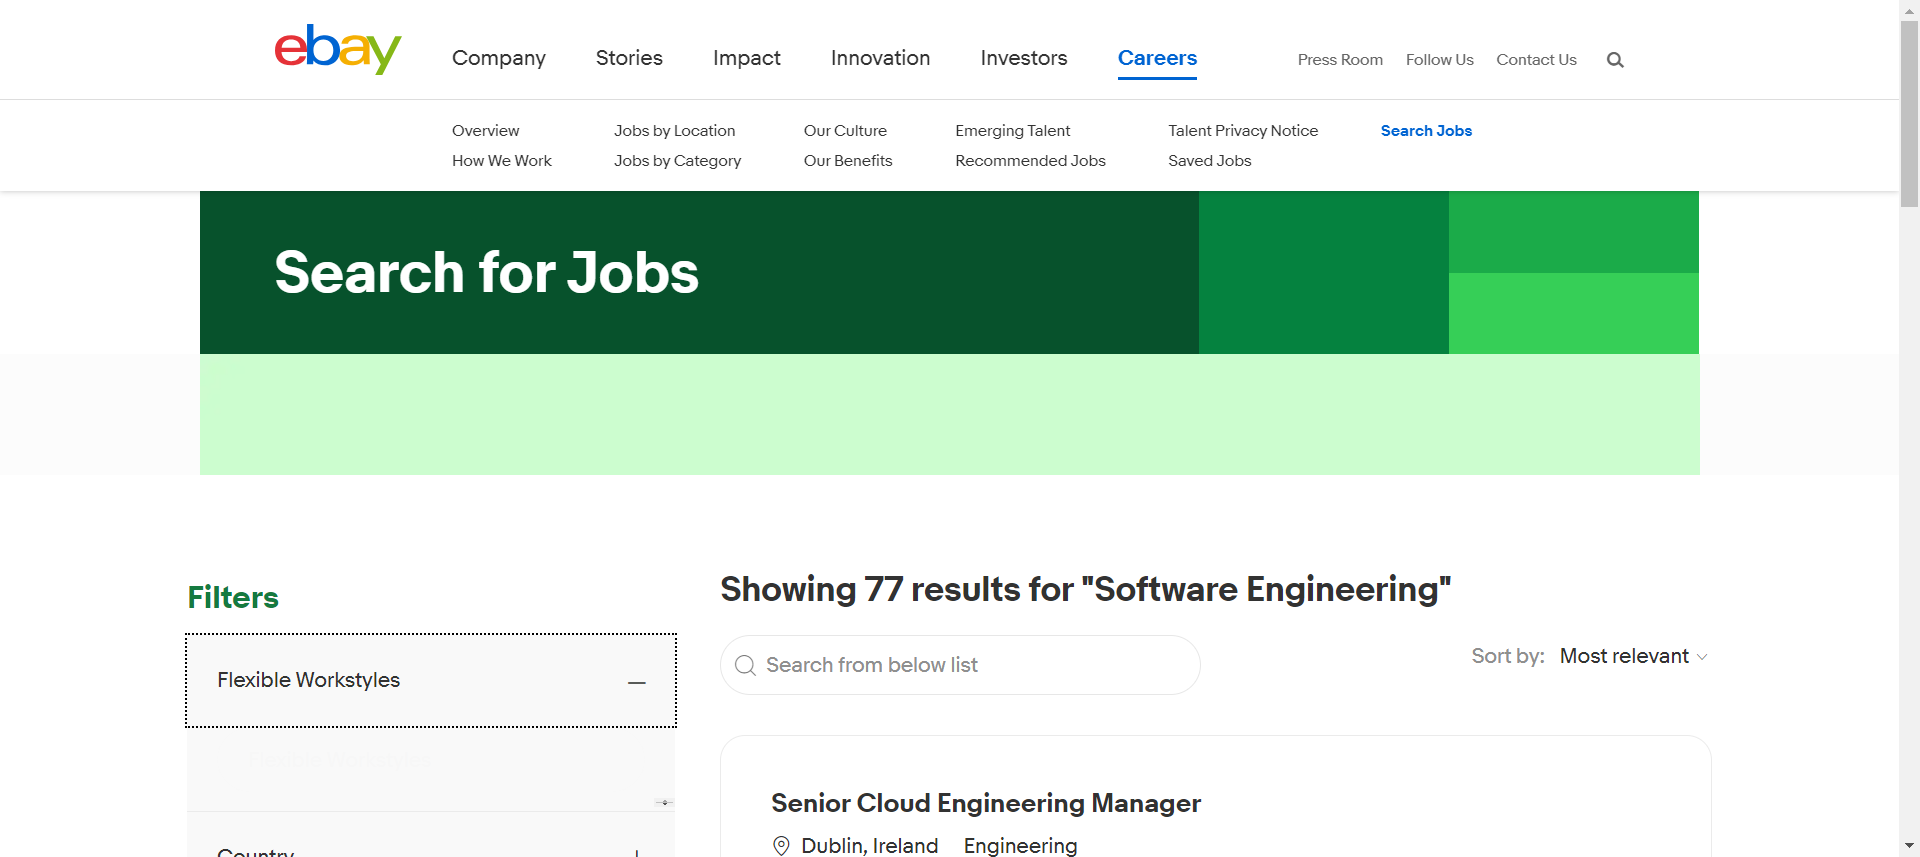 ebay
Company Stories Impact Innovation Investors Careers Press Room Follow Us Contact Us
Overview Jobs by Location Our Culture Emerging Talent Talent Privacy Notice Search Jobs
How We Work Jobs by Category Our Benefits Recommended Jobs Saved Jobs
Search for Jobs
Filters
Showing 77 results for "Software Engineering"
Search from below list
Sort by: Most relevant
Flexible Workstyles
Senior Cloud Engineering Manager
Dublin, Ireland Engineering
Country